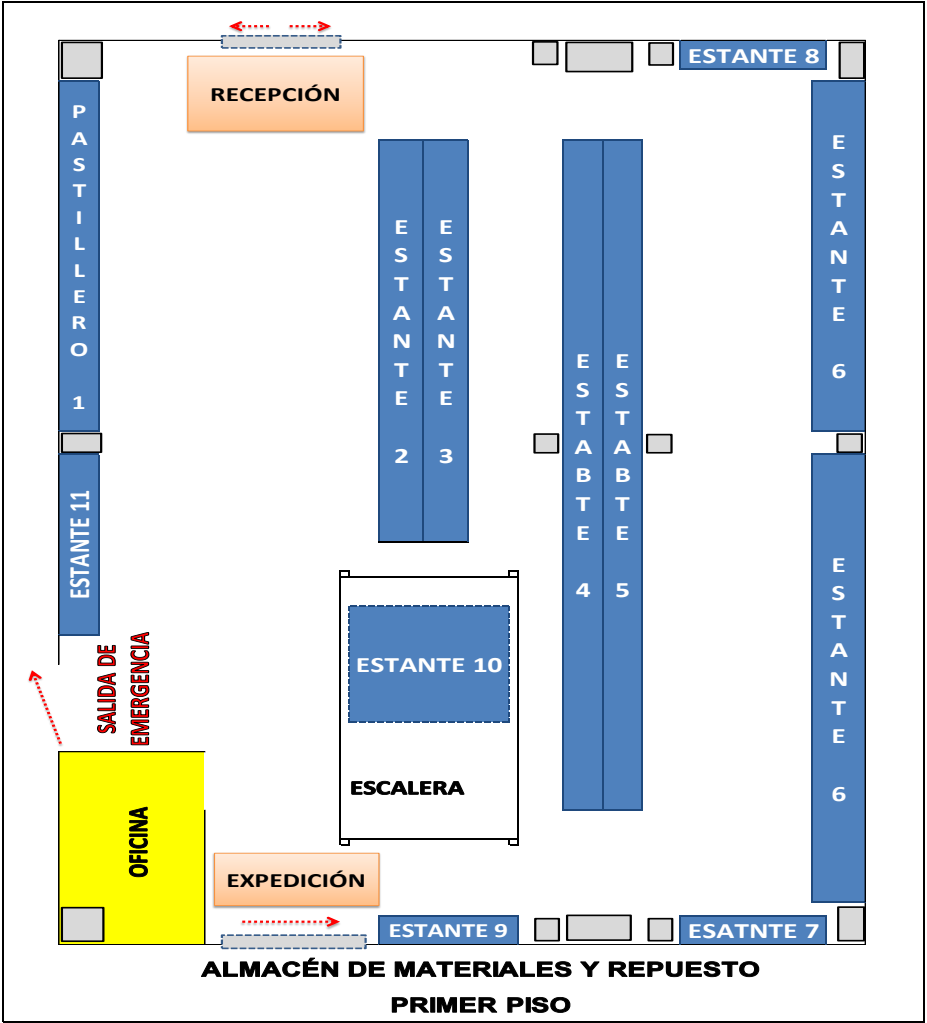 RECEPCIÓN
ESTANTE 8
PASTILLERO 1
ESTANTE 2
ESTANTE 3
ESTABTE 4
ESTABTE 5
ESTANTE 6
ESTANTE 11
SALIDA DE
EMERGENCIA
ESTANTE 10
ESCALERA
ESTANTE 6
OFICINA
EXPEDICIÓN
ESTANTE 9
ESATNTE 7
ALMACÉN DE MATERIALES Y REPUESTO
PRIMER PISO